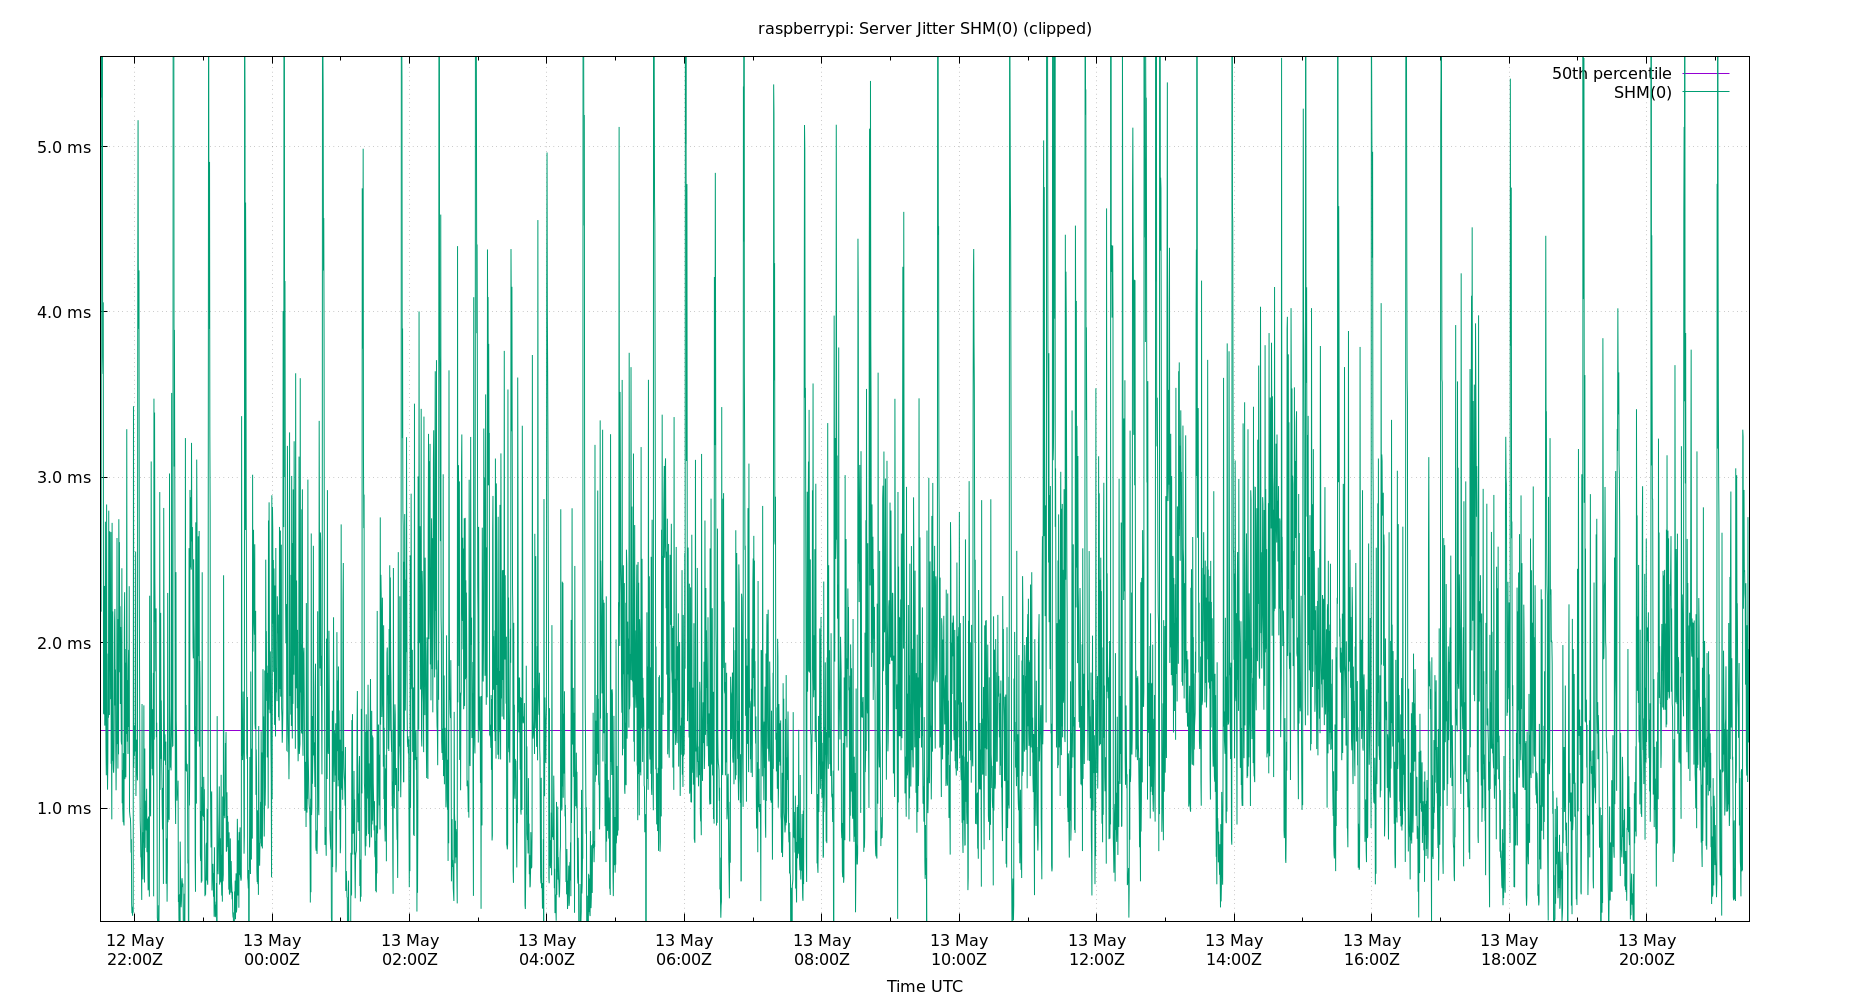 raspberrypi: Server Jitter SHM(0) (clipped)
50th percentile
SHM(0)
5.0 ms
4.0 ms
3.0 ms
2.0 ms
1.0 ms
12 May 13 May 13 May 13 May 13 May 13 May 13 May 13 May 13 May 13 May 13 May 13 May
22:00Z 00:00Z 02:00Z 04:00Z 06:00Z 08:00Z 10:00Z 12:00Z 14:00Z 16:00Z 18:00Z 20:00Z
Time UTC